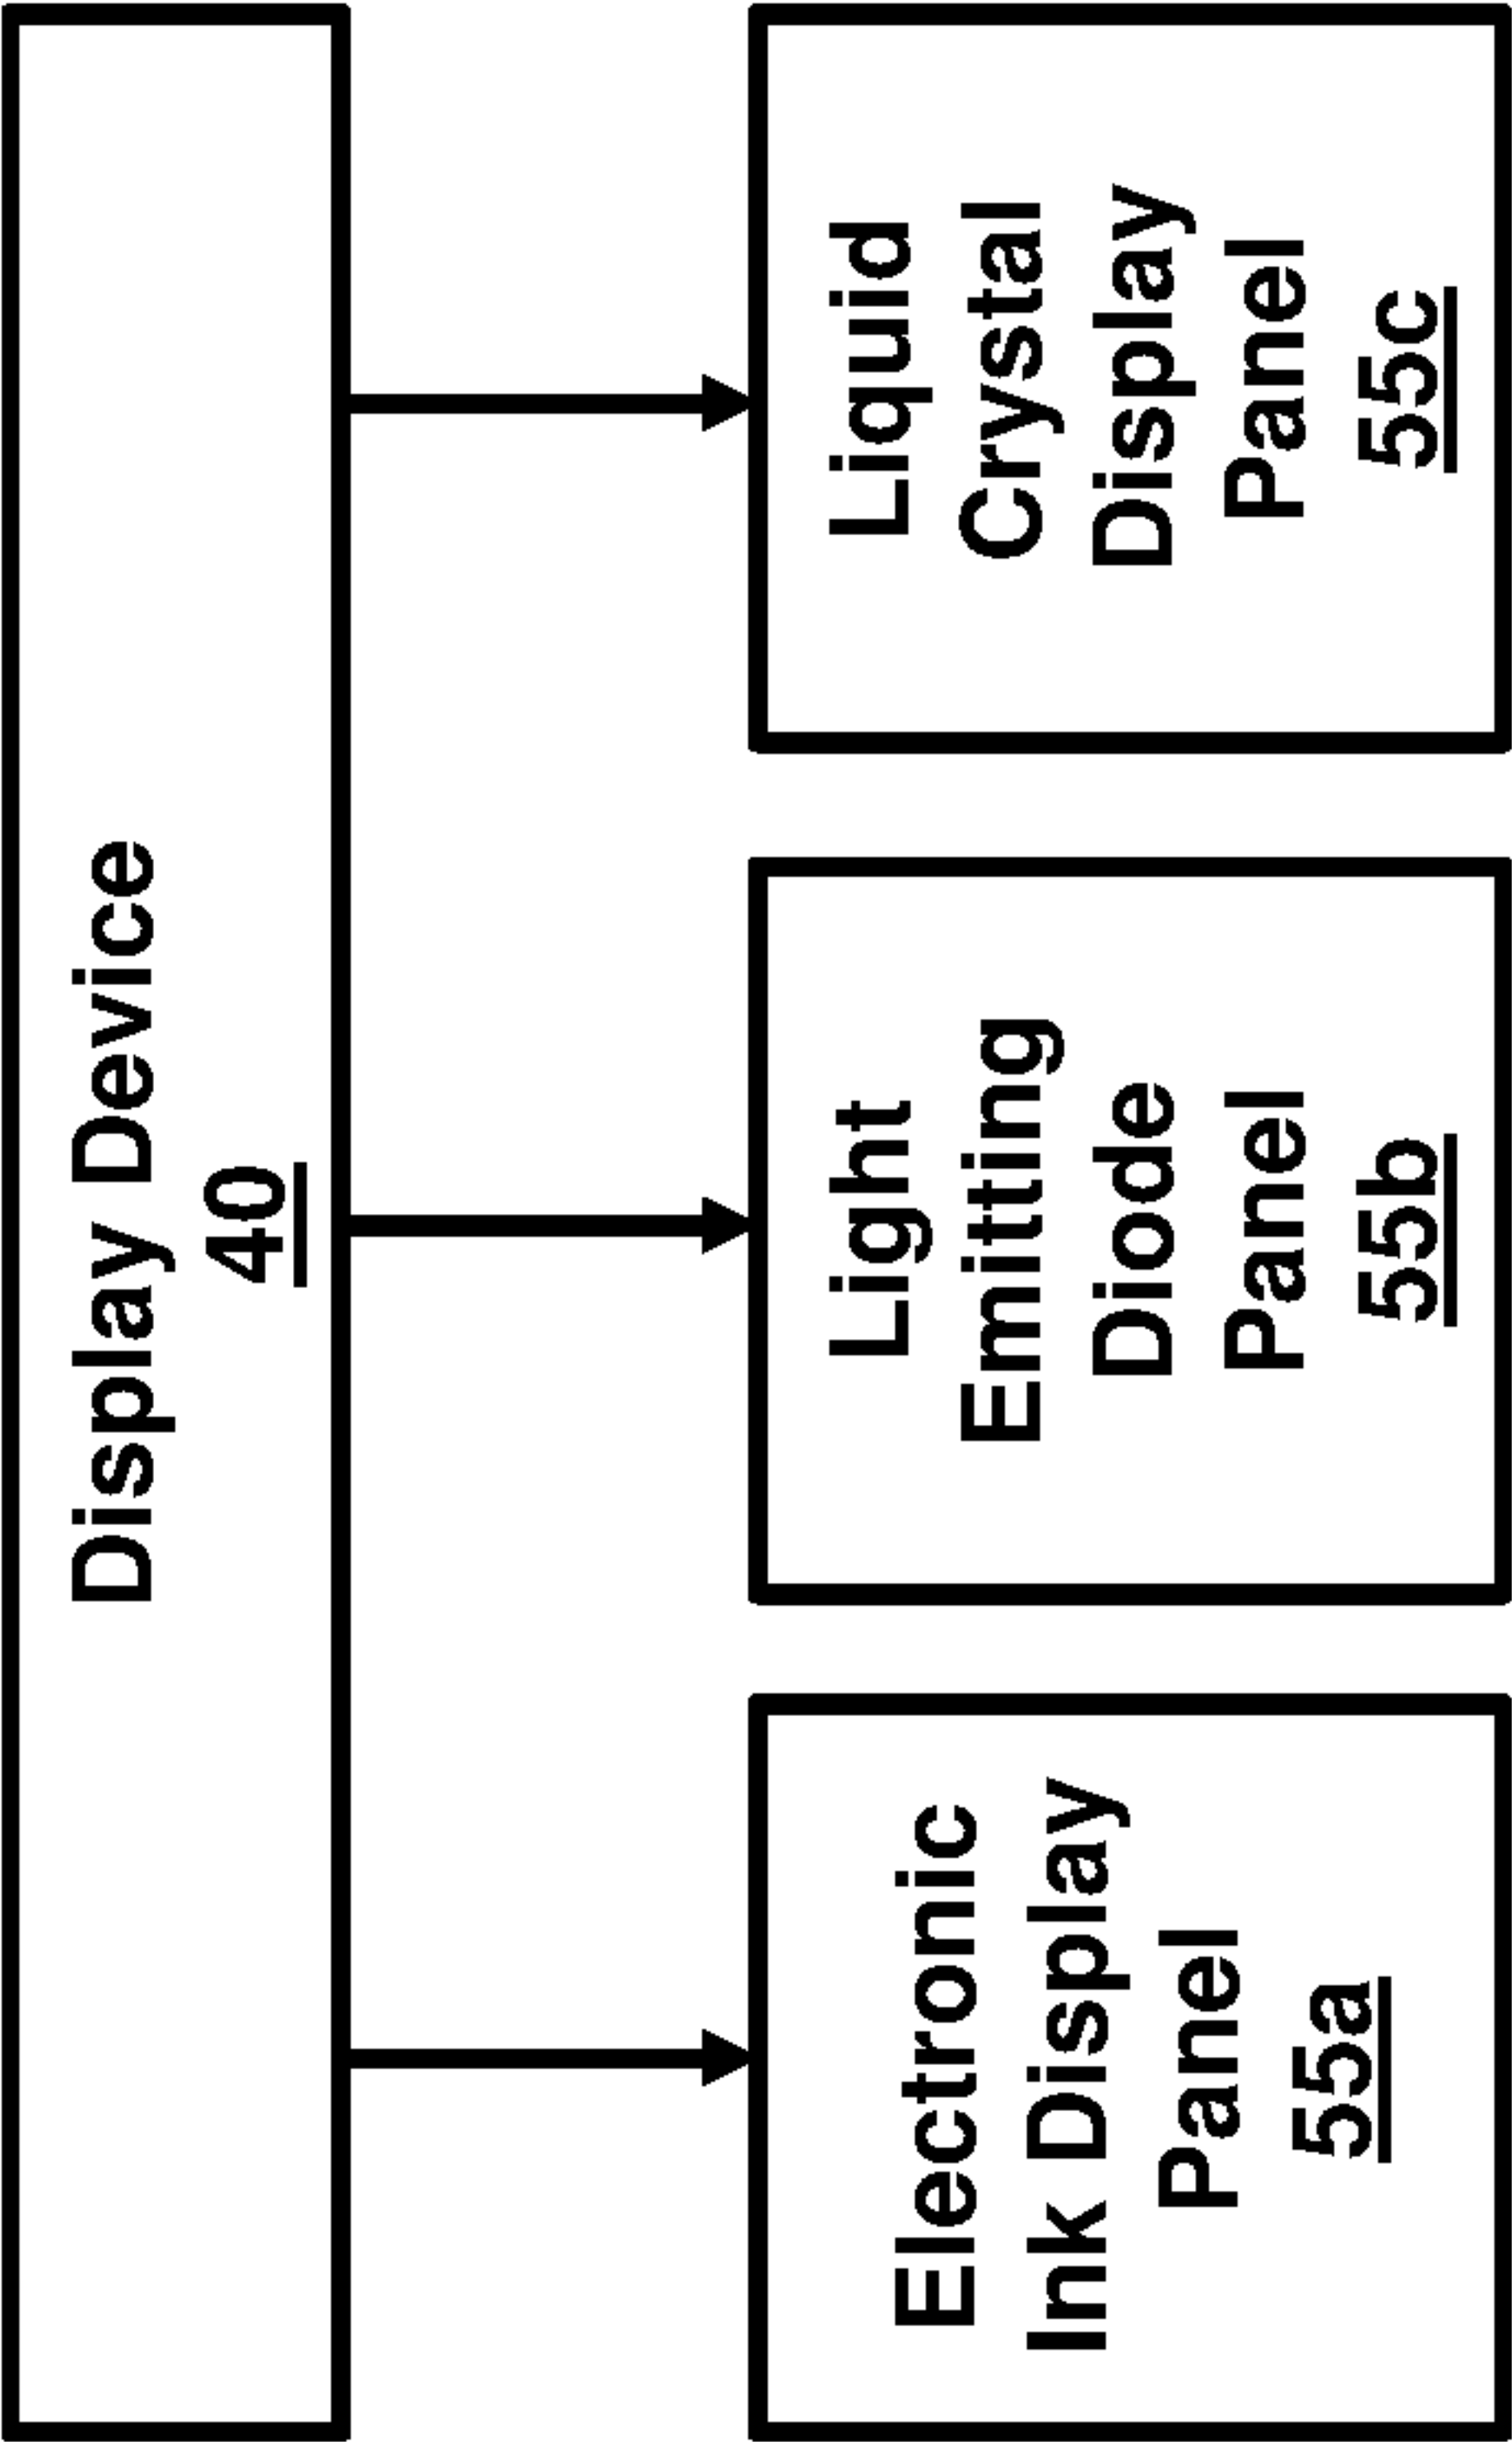 Display Device
40
Electronic
Ink Display
Panel
55a
Light
Emitting
Diode
Panel
55b
Liquid
Crystal
Display
Panel
55c